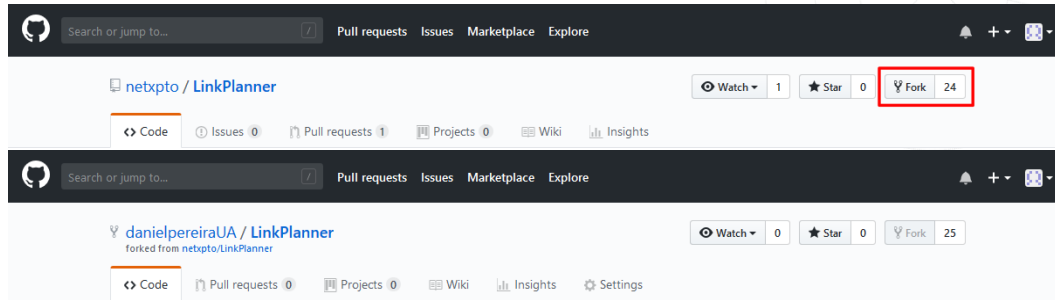 Search or jump to... / Pull requests Issues Marketplace Explore
netxpto / LinkPlanner Watch 1 Star 0 Fork 24
Code Issues 0 Pull requests 1 Projects 0 Wiki Insights
Search or jump to... / Pull requests Issues Marketplace Explore
danielpereiraUA / LinkPlanner Watch 0 Star 0 Fork 25
forked from netxpto/LinkPlanner
Code Pull requests 0 Projects 0 Wiki Insights Settings